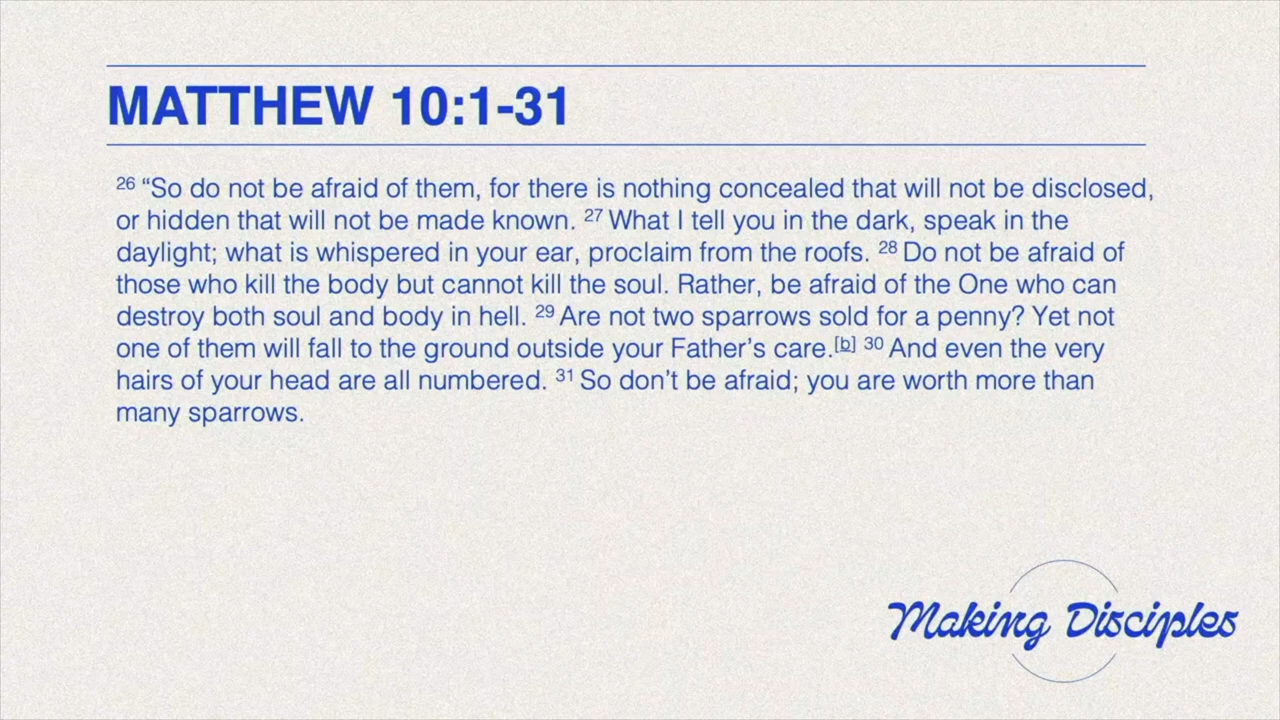 MATTHEW 10:1-31
26 “So do not be afraid of them, for there is nothing concealed that will not be disclosed,
or hidden that will not be made known. 27 What I tell you in the dark, speak in the
daylight; what is whispered in your ear, proclaim from the roofs. 28 Do not be afraid of
those who kill the body but cannot kill the soul. Rather, be afraid of the One who can
destroy both soul and body in hell. 29 Are not two sparrows sold for a penny? Yet not
one of them will fall to the ground outside your Father’s care.[b] 30 And even the very
hairs of your head are all numbered. 31 So don’t be afraid; you are worth more than
many sparrows.
Making Disciples